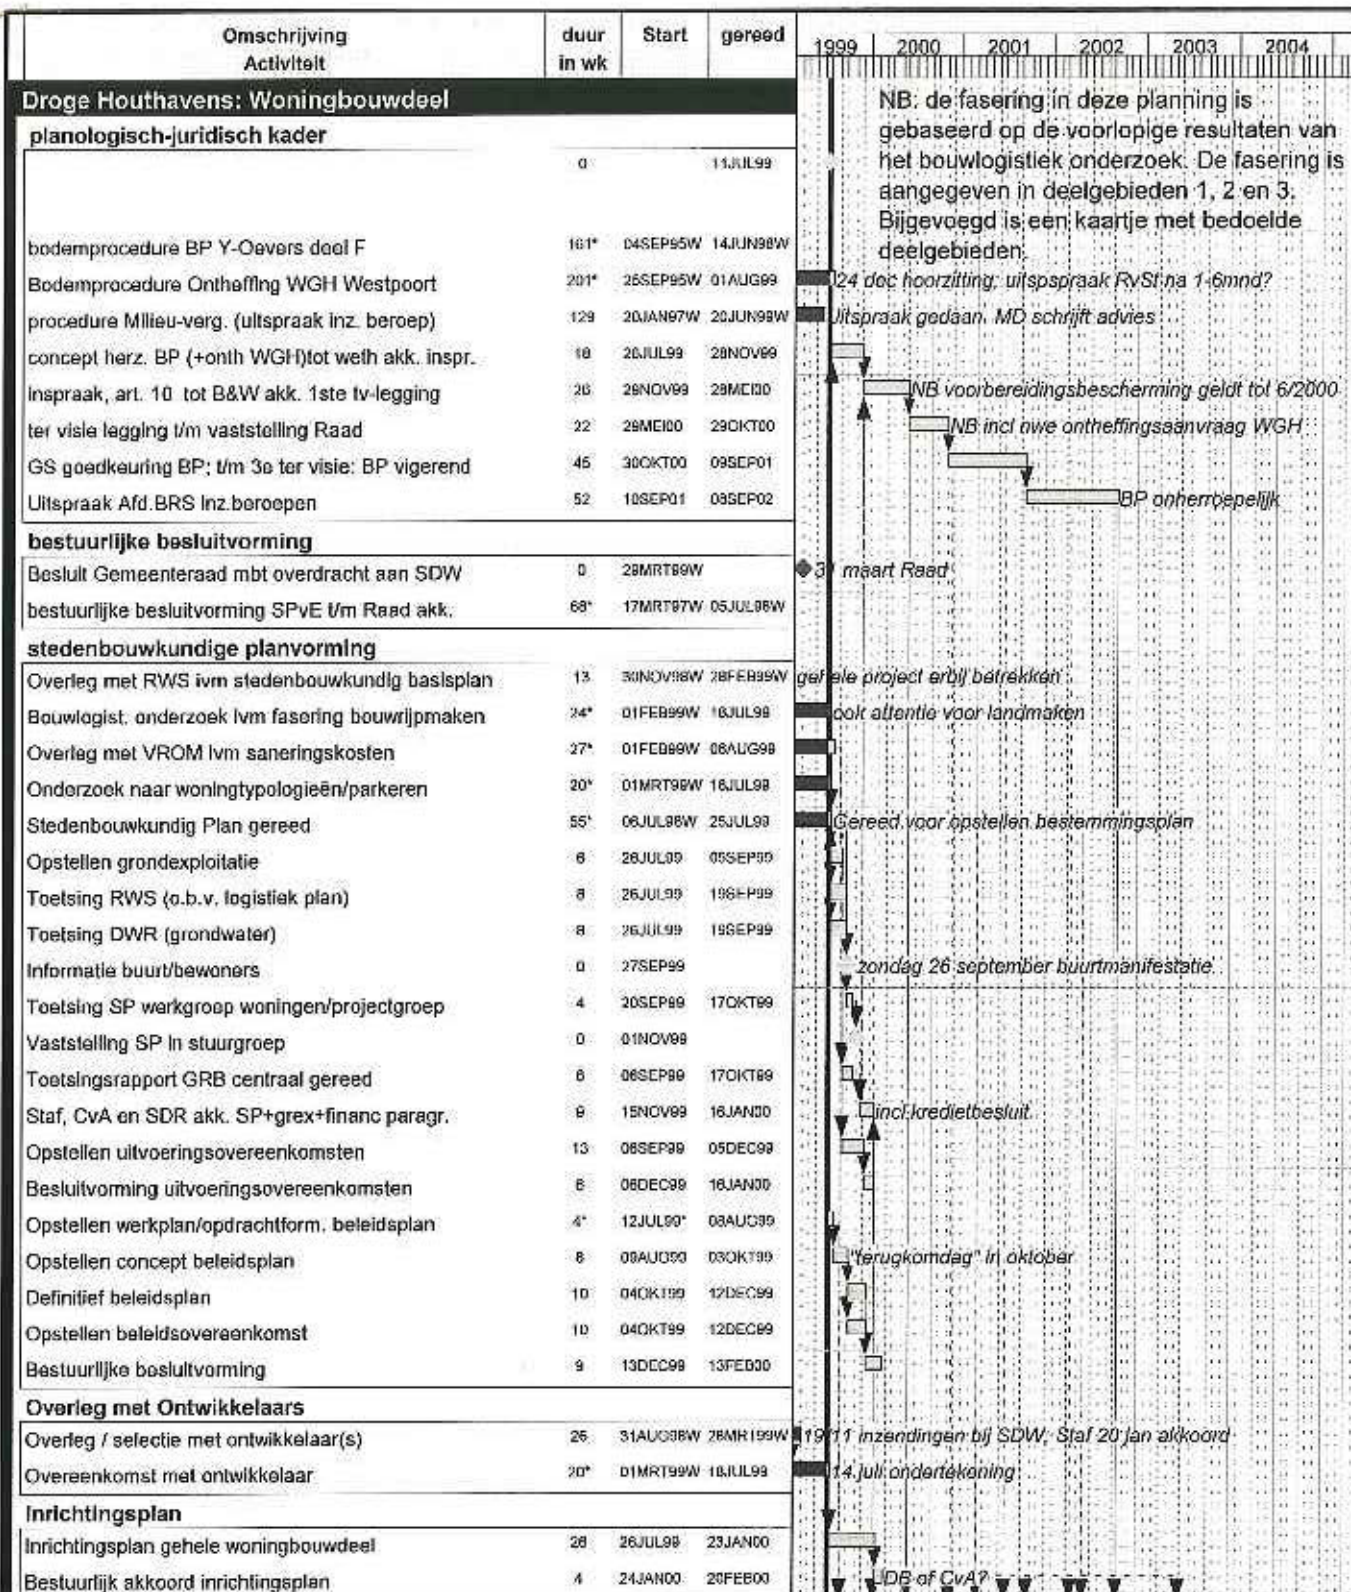 Omschrijving duur Start gereed
Activiteit in wk
1999 2000 2001 2002 2003 2004
Droge Houthavens: Woningbouwdeel
NB: de fasering in deze planning is
gebaseerd op de voorlopige resultaten van
het bouwlogistiek onderzoek. De fasering is
aangegeven in deelgebieden 1, 2 en 3.
Bijgevoegd is een kaartje met bedoelde
deelgebieden.
planologisch-juridisch kader
0 11JUL99
bodemprocedure BP Y-Oevers deel F 161* 04SEP95W 14JUN98W
Bodemprocedure Ontheffing WGH Westpoort 201* 25SEP95W 01AUG99 24 dec hoorzitting; uitspspraak RvSt na 1-6mnd?
procedure Milieu-verg. (uitspraak inz. beroep) 129 20JAN97W 20JUN99W Uitspraak gedaan. MD schrijft advies
concept herz. BP (+onth WGH)tot weth akk. inspr. 18 26JUL99 28NOV99
Inspraak, art. 10 tot B&W akk. 1ste tv-legging 26 29NOV99 28MEI00 NB voorbereidingsbescherming geldt tot 6/2000
ter visie legging t/m vaststelling Raad 22 29MEI00 29OKT00 NB incl nwe ontheffingsaanvraag WGH
GS goedkeuring BP; t/m 3e ter visie: BP vigerend 45 30OKT00 09SEP01
Uitspraak Afd.BRS Inz.beroepen 52 10SEP01 08SEP02 BP onherroepelijk
bestuurlijke besluitvorming
Besluit Gemeenteraad mbt overdracht aan SDW 0 29MRT99W 31 maart Raad
bestuurlijke besluitvorming SPvE t/m Raad akk. 68* 17MRT97W 05JUL98W
stedenbouwkundige planvorming
Overleg met RWS ivm stedenbouwkundig basisplan 13 30NOV98W 28FEB99W gehele project erbij betrekken
Bouwlogist. onderzoek ivm fasering bouwrijpmaken 24* 01FEB99W 18JUL99 ook attentie voor landmaken
Overleg met VROM ivm saneringskosten 27* 01FEB99W 08AUG99
Onderzoek naar woningtypologieën/parkeren 20* 01MRT99W 18JUL99
Stedenbouwkundig Plan gereed 55* 06JUL98W 25JUL99 Gereed voor opstellen bestemmingsplan
Opstellen grondexploitatie 6 26JUL99 05SEP99
Toetsing RWS (o.b.v. logistiek plan) 8 26JUL99 19SEP99
Toetsing DWR (grondwater) 8 26JUL99 19SEP99
Informatie buurt/bewoners 0 27SEP99 zondag 26 september buurtmanifestatie
Toetsing SP werkgroep woningen/projectgroep 4 20SEP99 17OKT99
Vaststelling SP in stuurgroep 0 01NOV99
Toetsingsrapport GRB centraal gereed 6 06SEP99 17OKT99
Staf, CvA en SDR akk. SP+grex+financ paragr. 9 15NOV99 16JAN00 incl.kredietbesluit
Opstellen uitvoeringsovereenkomsten 13 06SEP99 05DEC99
Besluitvorming uitvoeringsovereenkomsten 6 06DEC99 16JAN00
Opstellen werkplan/opdrachtform. beleidsplan 4* 12JUL99* 08AUG99
Opstellen concept beleidsplan 8 09AUG99 03OKT99 "terugkomdag" in oktober
Definitief beleidsplan 10 04OKT99 12DEC99
Opstellen beleidsovereenkomst 10 04OKT99 12DEC99
Bestuurlijke besluitvorming 9 13DEC99 13FEB00
Overleg met Ontwikkelaars
Overleg / selectie met ontwikkelaar(s) 26 31AUG98W 28MRT99W 19/11 inzendingen bij SDW; Staf 20 jan akkoord
Overeenkomst met ontwikkelaar 20* 01MRT99W 18JUL99 14 juli ondertekening
Inrichtingsplan
Inrichtingsplan gehele woningbouwdeel 26 26JUL99 23JAN00
Bestuurlijk akkoord inrichtingsplan 4 24JAN00 20FEB00 DB of CvA?